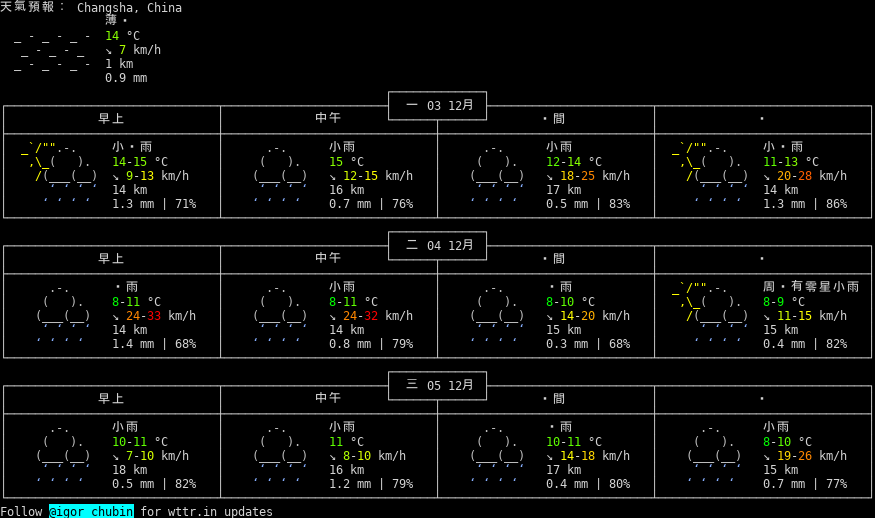 天氣預報： Changsha, China
薄・
14 °C
↘ 7 km/h
1 km
0.9 mm
一 03 12月
早上 中午 ・間 ・
小・雨 小雨 小雨 小・雨
14-15 °C 15 °C 12-14 °C 11-13 °C
↘ 9-13 km/h ↘ 12-15 km/h ↘ 18-25 km/h ↘ 20-28 km/h
14 km 16 km 17 km 14 km
1.3 mm | 71% 0.7 mm | 76% 0.5 mm | 83% 1.3 mm | 86%
二 04 12月
早上 中午 ・間 ・
・雨 小雨 ・雨 周・有零星小雨
8-11 °C 8-11 °C 8-10 °C 8-9 °C
↘ 24-33 km/h ↘ 24-32 km/h ↘ 14-20 km/h ↘ 11-15 km/h
14 km 14 km 15 km 15 km
1.4 mm | 68% 0.8 mm | 79% 0.3 mm | 68% 0.4 mm | 82%
三 05 12月
早上 中午 ・間 ・
小雨 小雨 ・雨 小雨
10-11 °C 11 °C 10-11 °C 8-10 °C
↘ 7-10 km/h ↘ 8-10 km/h ↘ 14-18 km/h ↘ 19-26 km/h
18 km 16 km 17 km 15 km
0.5 mm | 82% 1.2 mm | 79% 0.4 mm | 80% 0.7 mm | 77%
Follow @igor_chubin for wttr.in updates